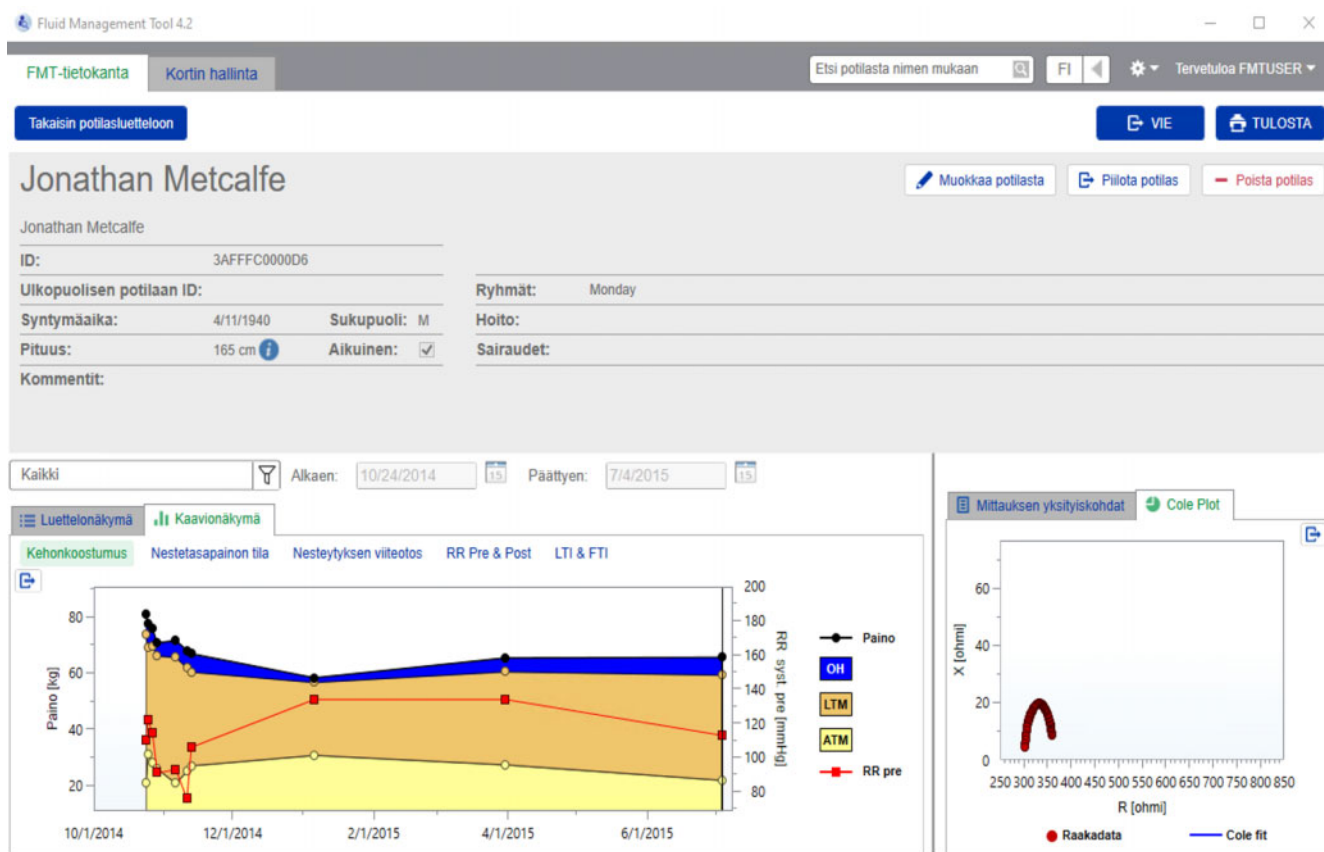 Fluid Management Tool 4.2
FMT-tietokanta Kortin hallinta Etsi potilasta nimen mukaan FI Tervetuloa FMTUSER
Takaisin potilasluetteloon VIE TULOSTA
Jonathan Metcalfe Muokkaa potilasta Piilota potilas Poista potilas
Jonathan Metcalfe
ID: 3AFFFC0000D6
Ulkopuolisen potilaan ID: Ryhmät: Monday
Syntymäaika: 4/11/1940 Sukupuoli: M Hoito:
Pituus: 165 cm Aikuinen: Sairaudet:
Kommentit:
Kaikki Alkaen: 10/24/2014 15 Päättyen: 7/4/2015 15
Luettelonäkymä Kaavionäkymä
Kehonkoostumus Nestetasapainon tila Nesteytyksen viiteotos RR Pre & Post LTI & FTI
Paino [kg]
80
60
40
20
200
180
160
140
120
100
80
RR syst. pre [mmHg]
10/1/2014 12/1/2014 2/1/2015 4/1/2015 6/1/2015
Paino
OH
LTM
ATM
RR pre
Mittauksen yksityiskohdat Cole Plot
X [ohmi]
60
40
20
0
250 300 350 400 450 500 550 600 650 700 750 800 850
R [ohmi]
Raakadata Cole fit